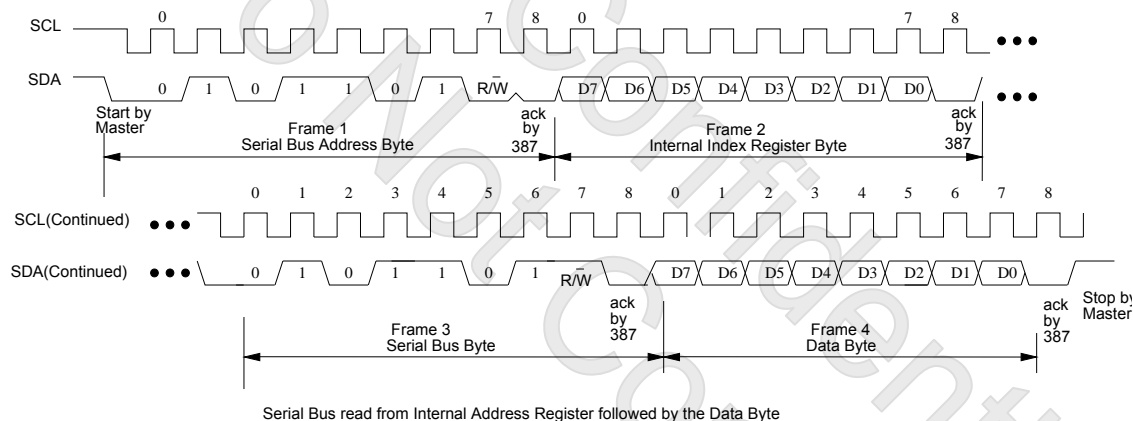 0 7 8 0 7 8
SCL
SDA 0 1 0 1 1 0 1 R/W D7 D6 D5 D4 D3 D2 D1 D0
Start by
Master
Frame 1
Serial Bus Address Byte
ack
by
387
Frame 2
Internal Index Register Byte
ack
by
387
0 1 2 3 4 5 6 7 8 0 1 2 3 4 5 6 7 8
SCL(Continued)
SDA(Continued) 0 1 0 1 1 0 1 R/W D7 D6 D5 D4 D3 D2 D1 D0
Frame 3
Serial Bus Byte
ack
by
387
Frame 4
Data Byte
ack
by
387
Stop by
Master
Serial Bus read from Internal Address Register followed by the Data Byte